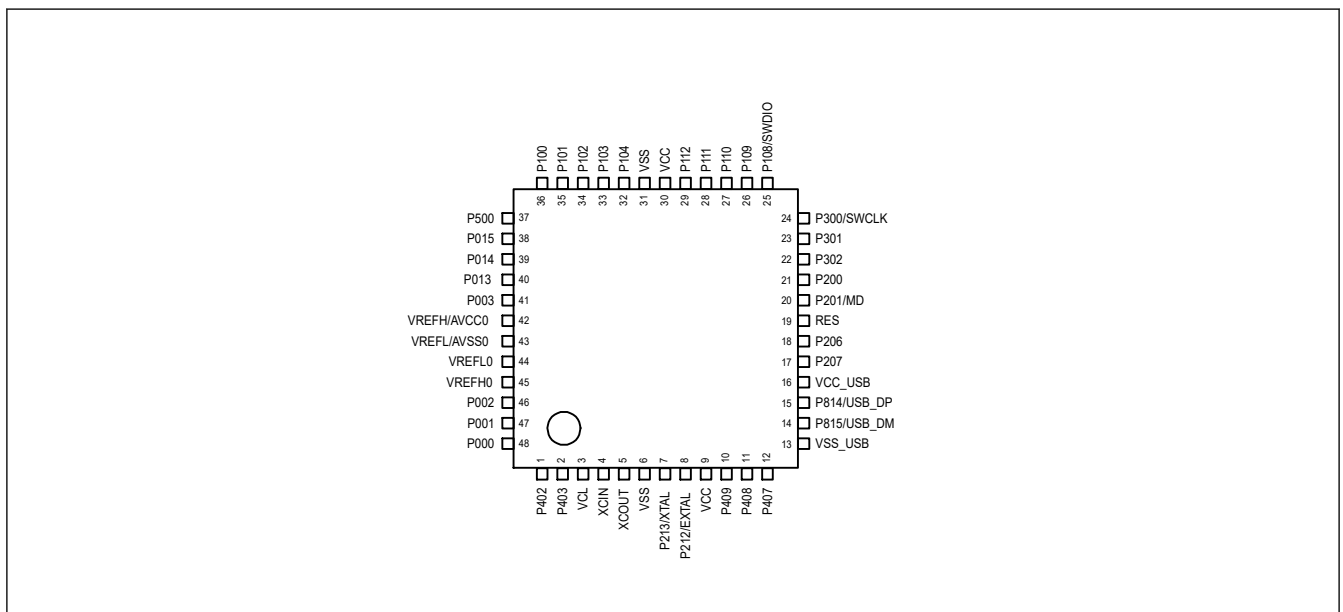 P100
P101
P102
P103
P104
VSS
VCC
P112
P111
P110
P109
P108/SWDIO
36
35
34
33
32
31
30
29
28
27
26
25
P500 37
P015 38
P014 39
P013 40
P003 41
VREFH/AVCC0 42
VREFL/AVSS0 43
VREFL0 44
VREFH0 45
P002 46
P001 47
P000 48
24 P300/SWCLK
23 P301
22 P302
21 P200
20 P201/MD
19 RES
18 P206
17 P207
16 VCC_USB
15 P814/USB_DP
14 P815/USB_DM
13 VSS_USB
1
2
3
4
5
6
7
8
9
10
11
12
P402
P403
VCL
XCIN
XCOUT
VSS
P213/XTAL
P212/EXTAL
VCC
P409
P408
P407